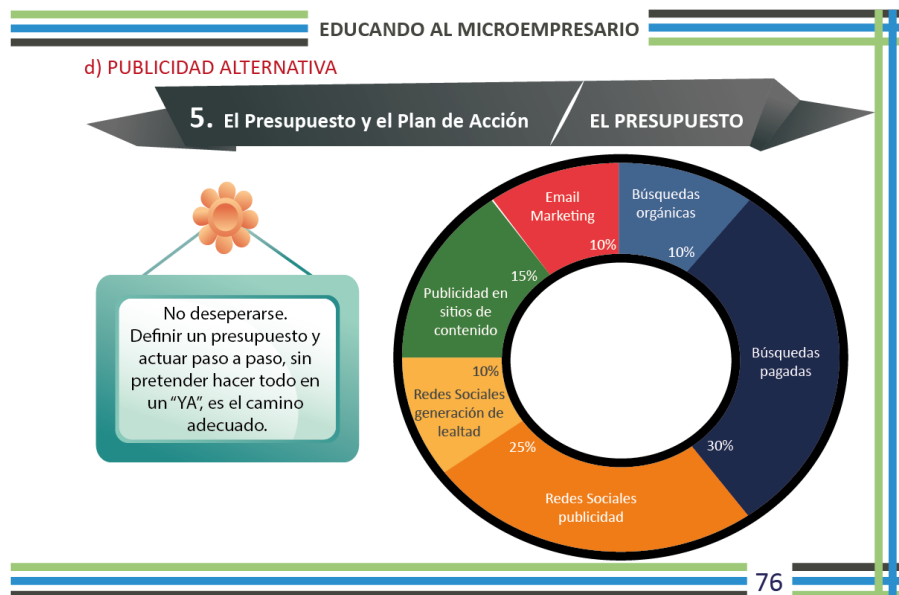 EDUCANDO AL MICROEMPRESARIO
d) PUBLICIDAD ALTERNATIVA
5. El Presupuesto y el Plan de Acción
EL PRESUPUESTO
No deseperarse.
Definir un presupuesto y
actuar paso a paso, sin
pretender hacer todo en
un "YA", es el camino
adecuado.
Email
Marketing
10%
Búsquedas
orgánicas
10%
Búsquedas
pagadas
30%
Redes Sociales
publicidad
25%
Redes Sociales
generación de
lealtad
10%
Publicidad en
sitios de
contenido
15%
76